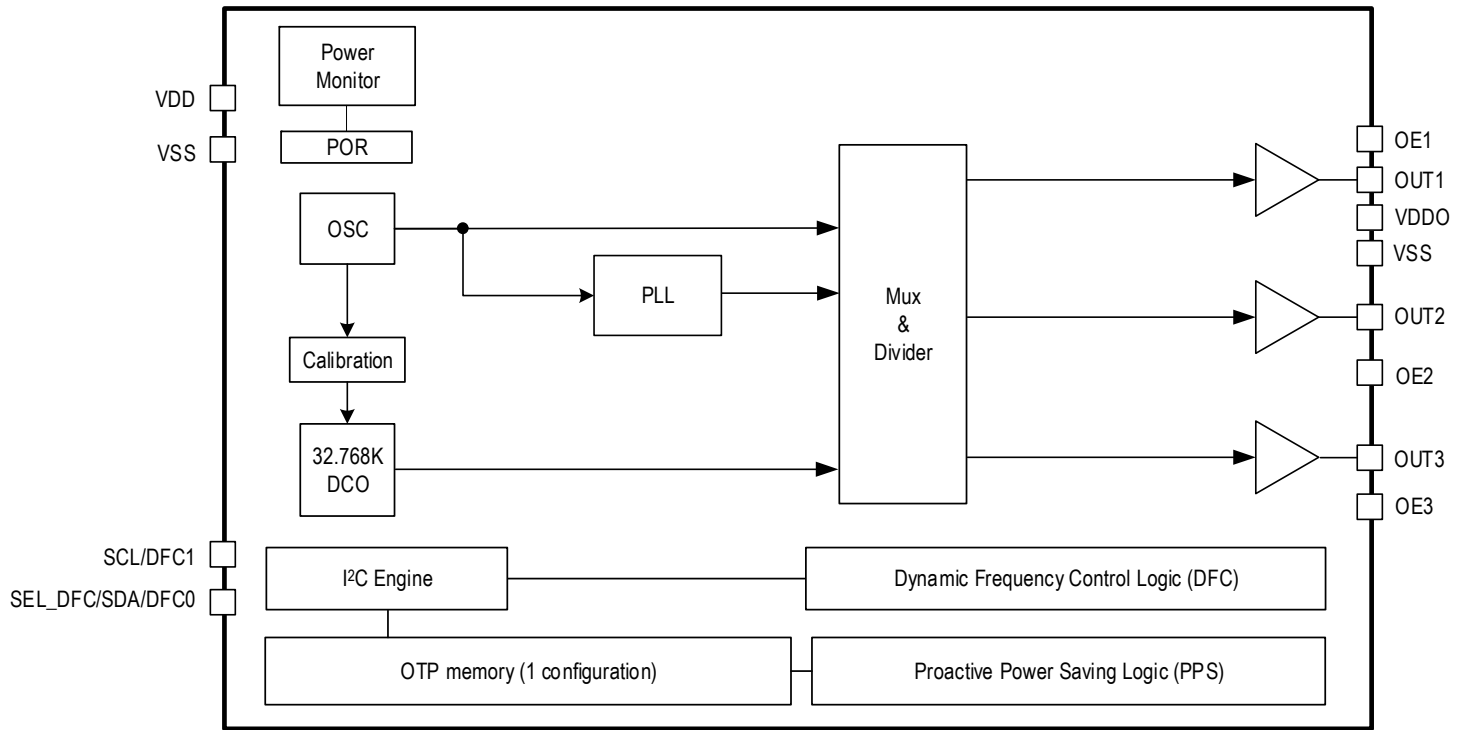 Power
Monitor
VDD
VSS
POR
OE1
OUT1
VDDO
VSS
OSC
PLL
Mux
&
Divider
OUT2
OE2
Calibration
32.768K
DCO
OUT3
OE3
SCL/DFC1
SEL_DFC/SDA/DFC0
I²C Engine
Dynamic Frequency Control Logic (DFC)
OTP memory (1 configuration)
Proactive Power Saving Logic (PPS)